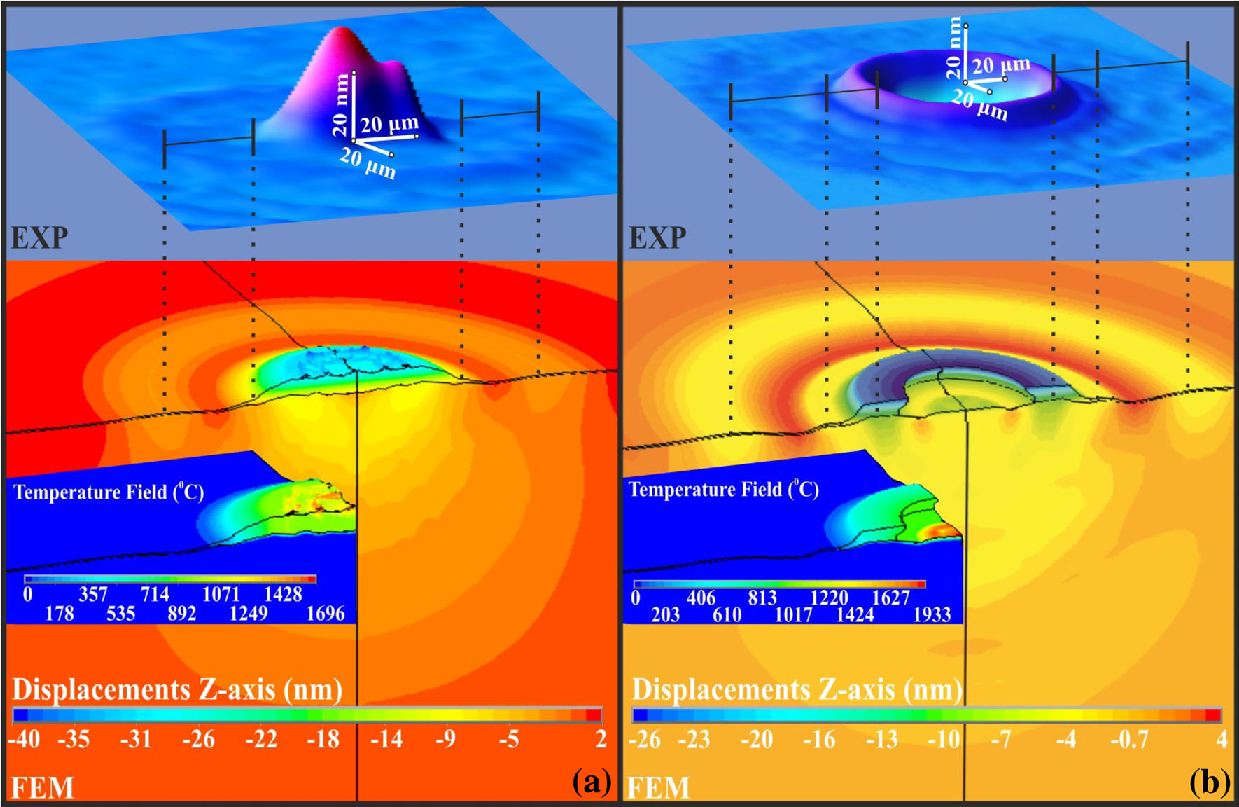 20 nm
20 μm
20 μm
EXP
Temperature Field (⁰C)
0 357 714 1071 1428
178 535 892 1249 1696
Displacements Z-axis (nm)
-40 -35 -31 -26 -22 -18 -14 -9 -5 2
FEM
(a)
20 nm
20 μm
20 μm
EXP
Temperature Field (⁰C)
0 406 813 1220 1627
203 610 1017 1424 1933
Displacements Z-axis (nm)
-26 -23 -20 -16 -13 -10 -7 -4 -0.7 4
FEM
(b)